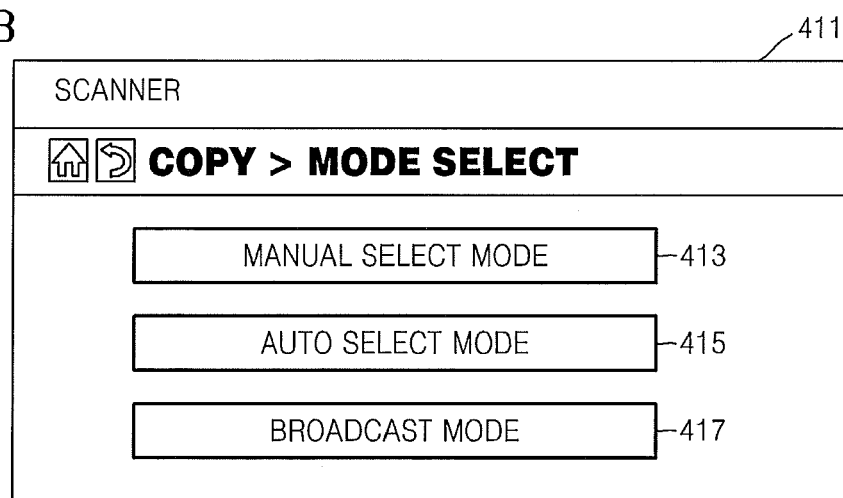 B
411
SCANNER
COPY > MODE SELECT
MANUAL SELECT MODE 413
AUTO SELECT MODE 415
BROADCAST MODE 417